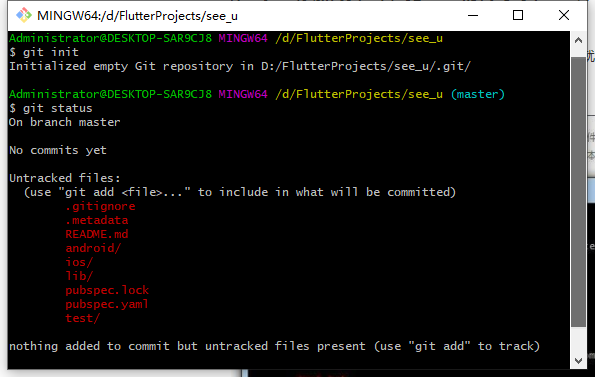 MINGW64:/d/FlutterProjects/see_u
Administrator@DESKTOP-SAR9CJ8 MINGW64 /d/FlutterProjects/see_u
$ git init
Initialized empty Git repository in D:/FlutterProjects/see_u/.git/
Administrator@DESKTOP-SAR9CJ8 MINGW64 /d/FlutterProjects/see_u (master)
$ git status
On branch master
No commits yet
Untracked files:
(use "git add <file>..." to include in what will be committed)
.gitignore
.metadata
README.md
android/
ios/
lib/
pubspec.lock
pubspec.yaml
test/
nothing added to commit but untracked files present (use "git add" to track)
优
件
本